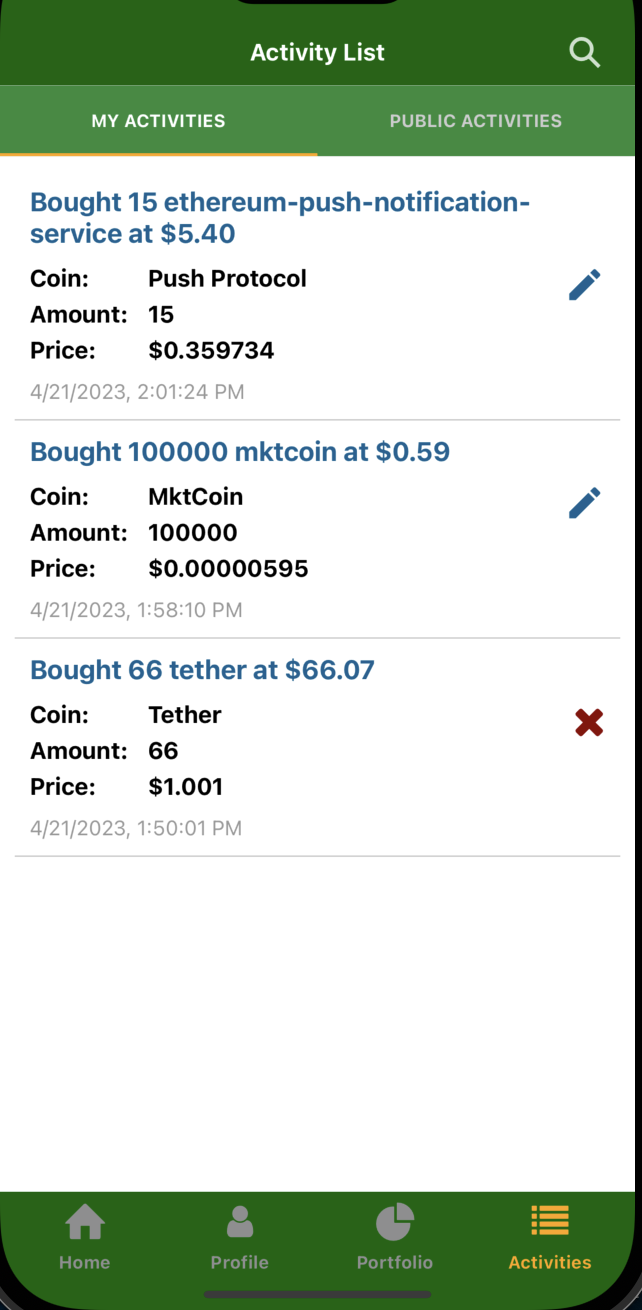 Activity List
MY ACTIVITIES PUBLIC ACTIVITIES
Bought 15 ethereum-push-notification-
service at $5.40
Coin: Push Protocol
Amount: 15
Price: $0.359734
4/21/2023, 2:01:24 PM
Bought 100000 mktcoin at $0.59
Coin: MktCoin
Amount: 100000
Price: $0.00000595
4/21/2023, 1:58:10 PM
Bought 66 tether at $66.07
Coin: Tether
Amount: 66
Price: $1.001
4/21/2023, 1:50:01 PM
Home Profile Portfolio Activities